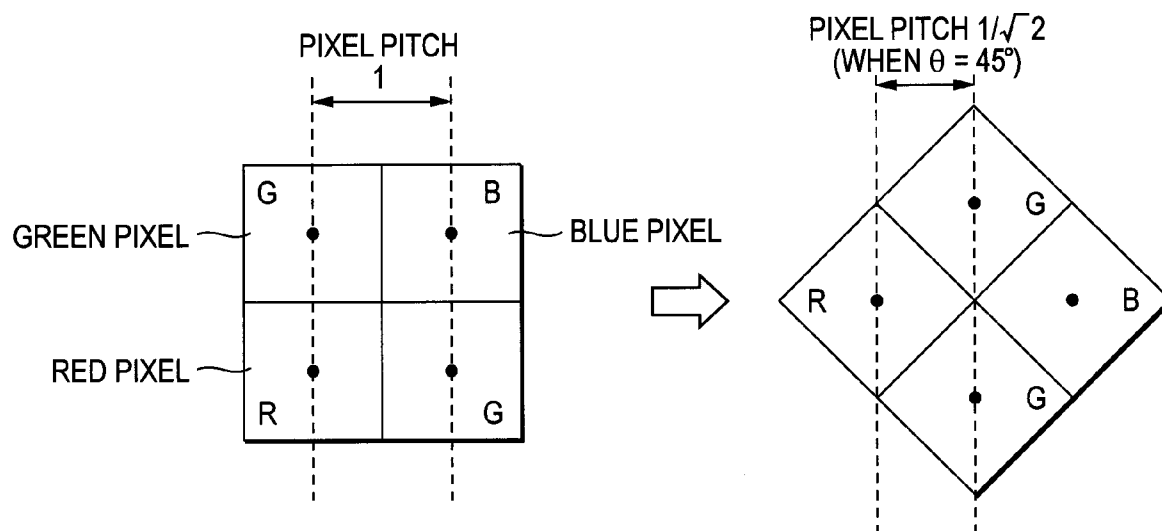 PIXEL PITCH
1
G
B
GREEN PIXEL
BLUE PIXEL
RED PIXEL
R
G
PIXEL PITCH 1/√2
(WHEN θ = 45°)
G
R
B
G